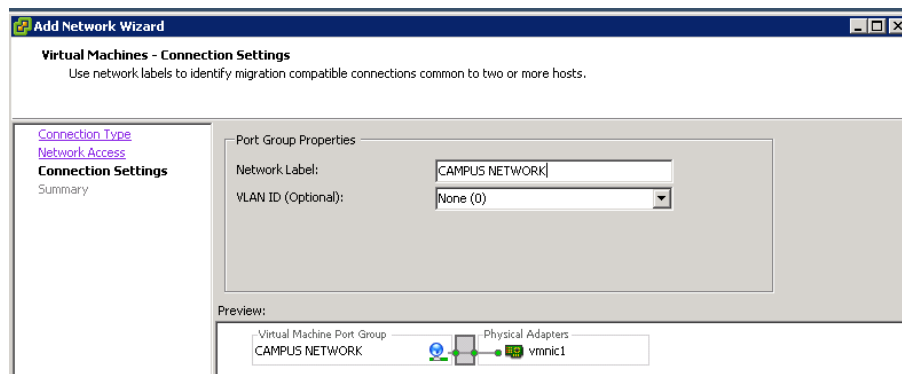 Add Network Wizard
Virtual Machines - Connection Settings
Use network labels to identify migration compatible connections common to two or more hosts.
Connection Type
Network Access
Connection Settings
Summary
Port Group Properties
Network Label:
CAMPUS NETWORK
VLAN ID (Optional):
None (0)
Preview:
Virtual Machine Port Group
CAMPUS NETWORK
Physical Adapters
vmnic1